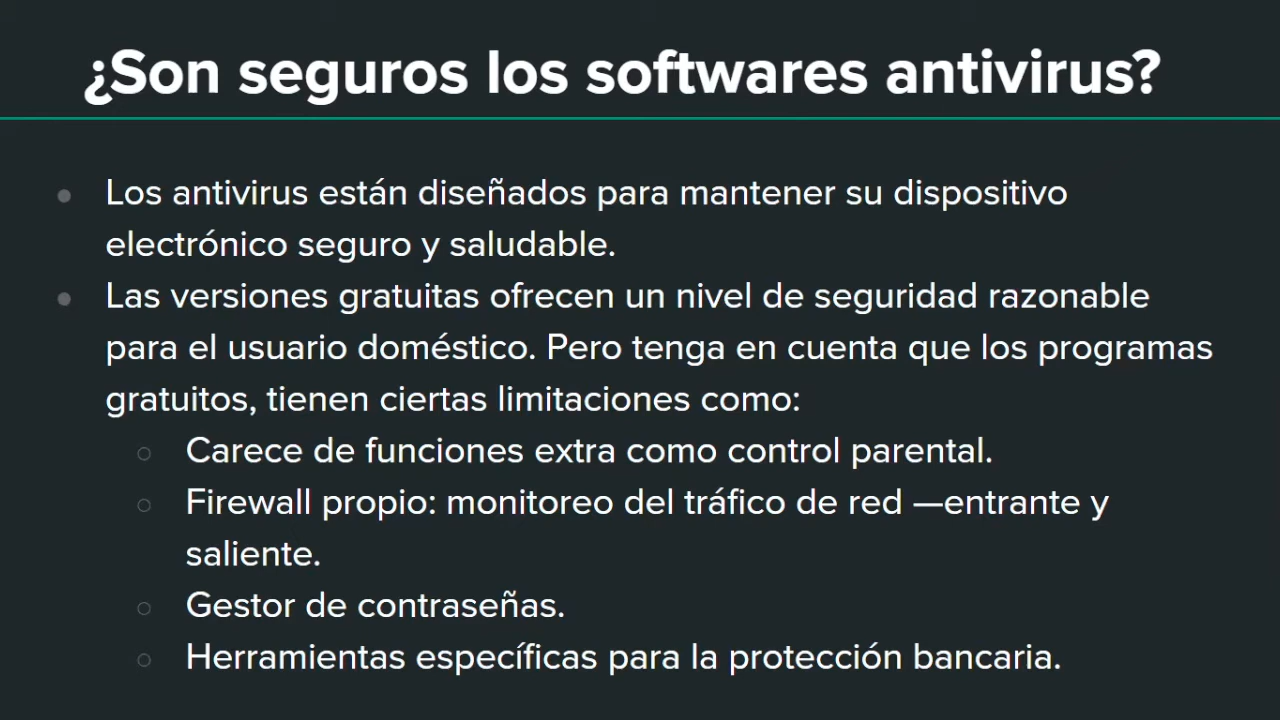 ¿Son seguros los softwares antivirus?
Los antivirus están diseñados para mantener su dispositivo
electrónico seguro y saludable.
Las versiones gratuitas ofrecen un nivel de seguridad razonable
para el usuario doméstico. Pero tenga en cuenta que los programas
gratuitos, tienen ciertas limitaciones como:
Carece de funciones extra como control parental.
Firewall propio: monitoreo del tráfico de red —entrante y
saliente.
Gestor de contraseñas.
Herramientas específicas para la protección bancaria.